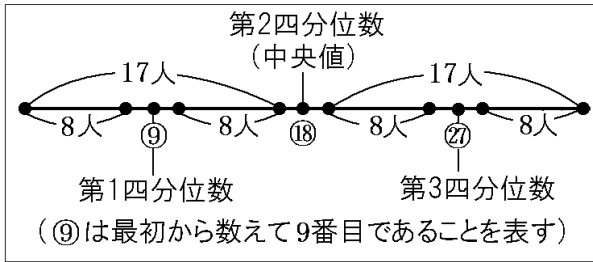 第2四分位数
(中央値)
17人 17人
8人 ⑨ 8人 ⑱ 8人 ㉗ 8人
第1四分位数 第3四分位数
(⑨は最初から数えて9番目であることを表す)